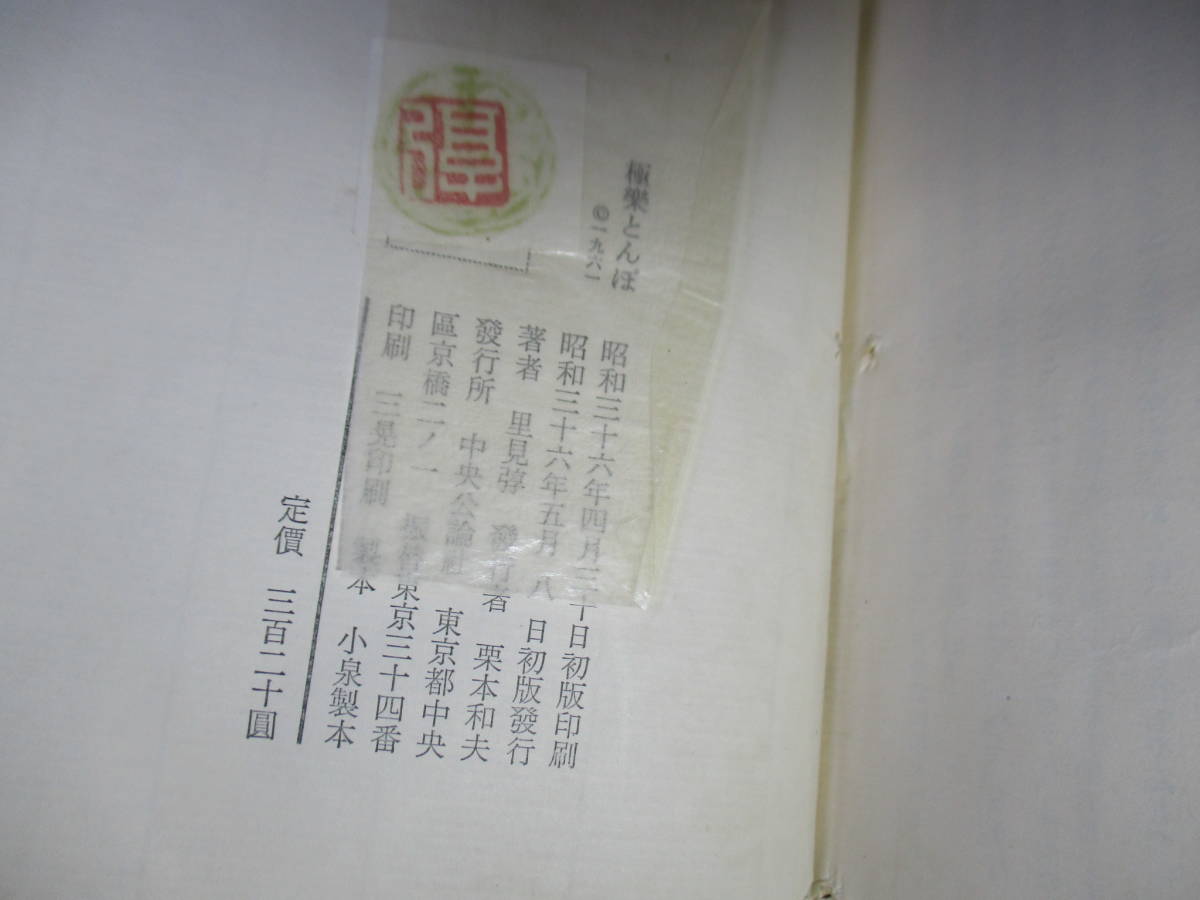 極樂とんぼ
©一九六一
昭和三十六年四月三十日初版印刷
昭和三十六年五月八日初版發行
著者 里見弴 發行者 栗本和夫
發行所 中央公論社 東京都中央
區京橋二ノ一 振替東京三十四番
印刷 三晃印刷 製本 小泉製本
定價 三百二十圓
弴